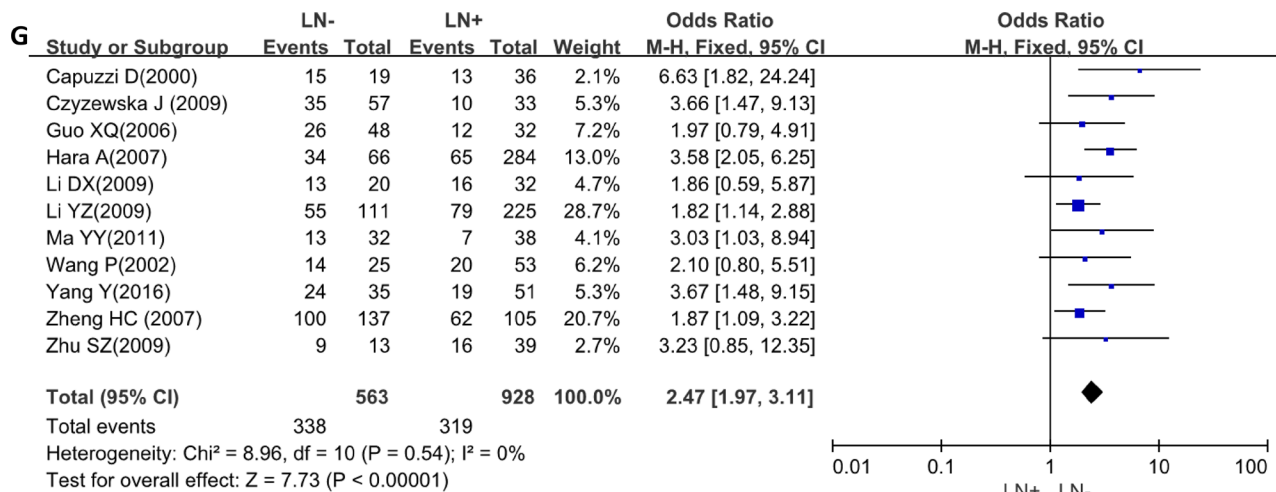 G
LN- LN+ Odds Ratio Odds Ratio
Study or Subgroup Events Total Events Total Weight M-H, Fixed, 95% CI M-H, Fixed, 95% CI
Capuzzi D(2000) 15 19 13 36 2.1% 6.63 [1.82, 24.24]
Czyzewska J (2009) 35 57 10 33 5.3% 3.66 [1.47, 9.13]
Guo XQ(2006) 26 48 12 32 7.2% 1.97 [0.79, 4.91]
Hara A(2007) 34 66 65 284 13.0% 3.58 [2.05, 6.25]
Li DX(2009) 13 20 16 32 4.7% 1.86 [0.59, 5.87]
Li YZ(2009) 55 111 79 225 28.7% 1.82 [1.14, 2.88]
Ma YY(2011) 13 32 7 38 4.1% 3.03 [1.03, 8.94]
Wang P(2002) 14 25 20 53 6.2% 2.10 [0.80, 5.51]
Yang Y(2016) 24 35 19 51 5.3% 3.67 [1.48, 9.15]
Zheng HC (2007) 100 137 62 105 20.7% 1.87 [1.09, 3.22]
Zhu SZ(2009) 9 13 16 39 2.7% 3.23 [0.85, 12.35]
Total (95% CI) 563 928 100.0% 2.47 [1.97, 3.11]
Total events 338 319
Heterogeneity: Chi² = 8.96, df = 10 (P = 0.54); I² = 0%
Test for overall effect: Z = 7.73 (P < 0.00001)
0.01 0.1 1 10 100
LN+ LN-